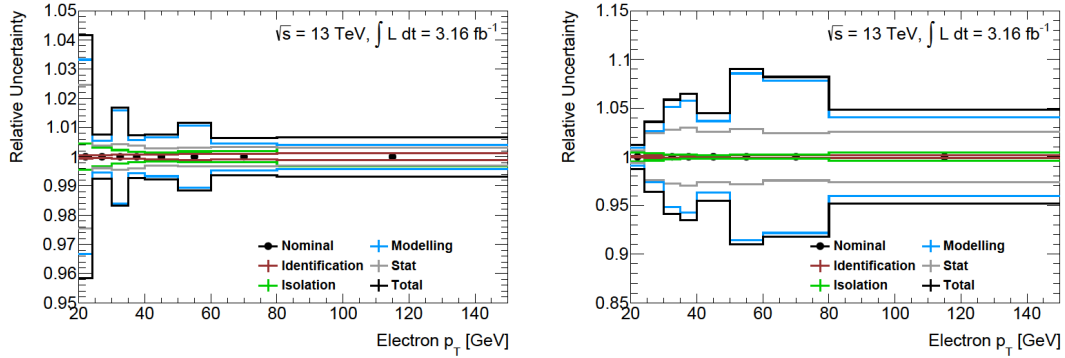 Relative Uncertainty
1.05
1.04
1.03
1.02
1.01
1
0.99
0.98
0.97
0.96
0.95
√s = 13 TeV, ∫ L dt = 3.16 fb⁻¹
Nominal
Modelling
Identification
Stat
Isolation
Total
20 40 60 80 100 120 140
Electron p_T [GeV]
Relative Uncertainty
1.15
1.1
1.05
1
0.95
0.9
0.85
√s = 13 TeV, ∫ L dt = 3.16 fb⁻¹
Nominal
Modelling
Identification
Stat
Isolation
Total
20 40 60 80 100 120 140
Electron p_T [GeV]